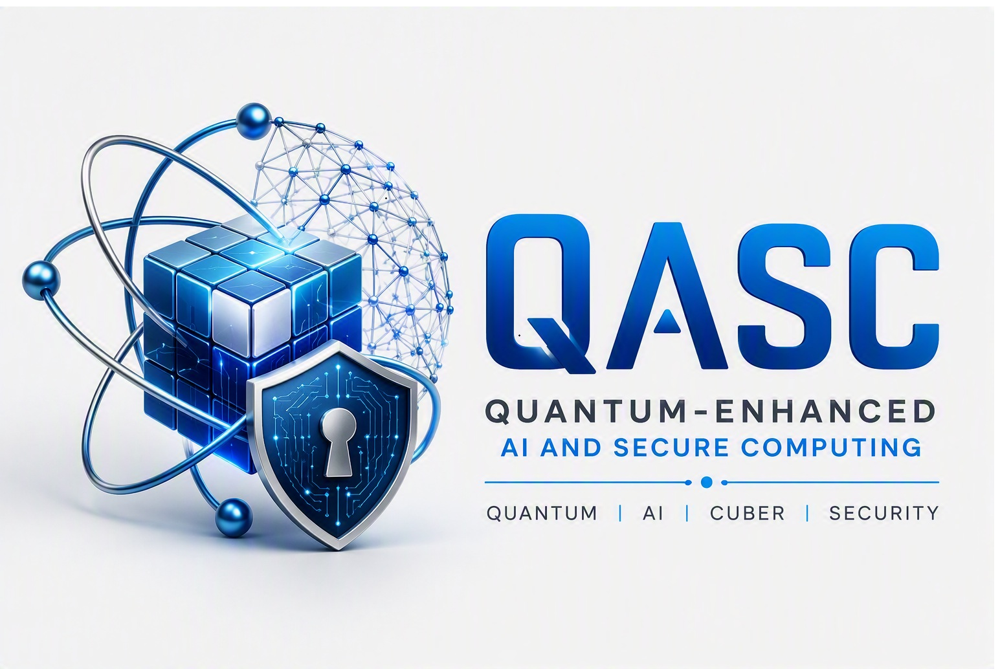 QASC
QUANTUM-ENHANCED
AI AND SECURE COMPUTING
QUANTUM | AI | CUBER | SECURITY